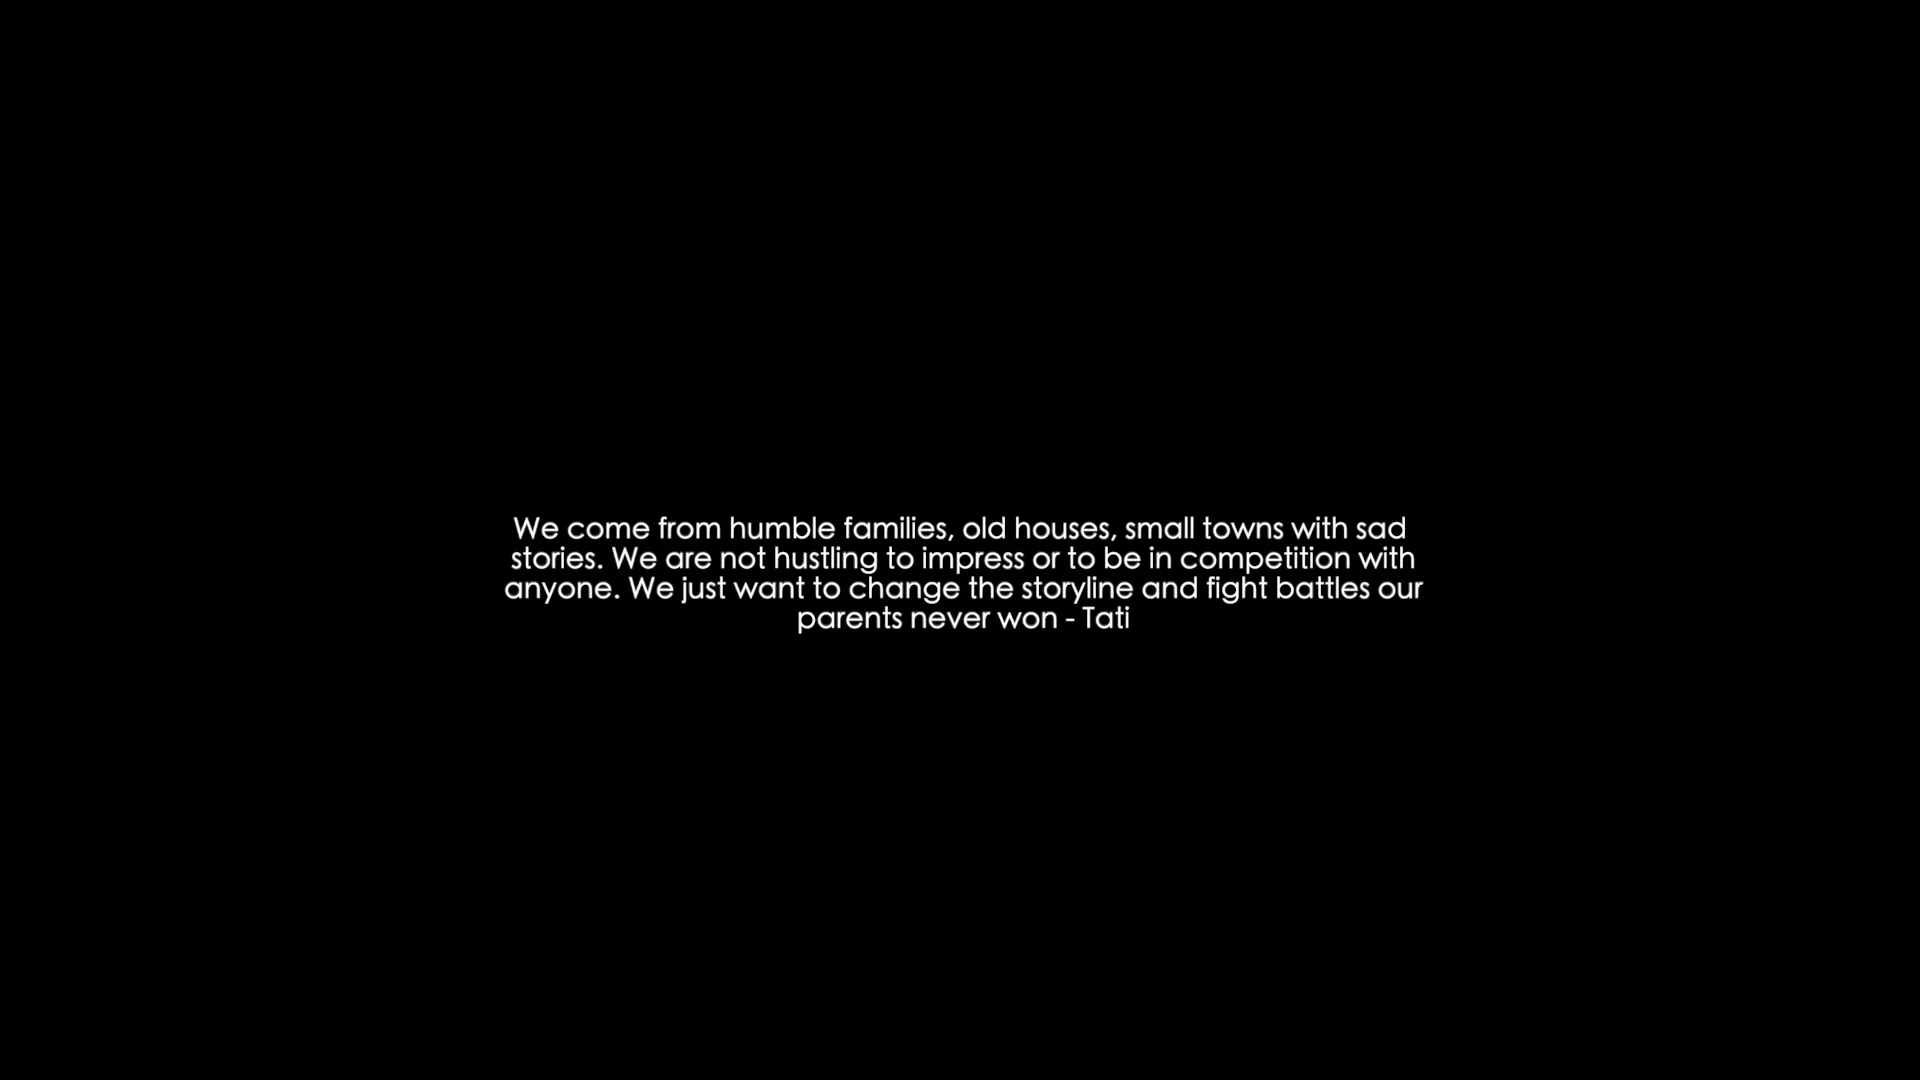 We come from humble families, old houses, small towns with sad
stories. We are not hustling to impress or to be in competition with
anyone. We just want to change the storyline and fight battles our
parents never won - Tati